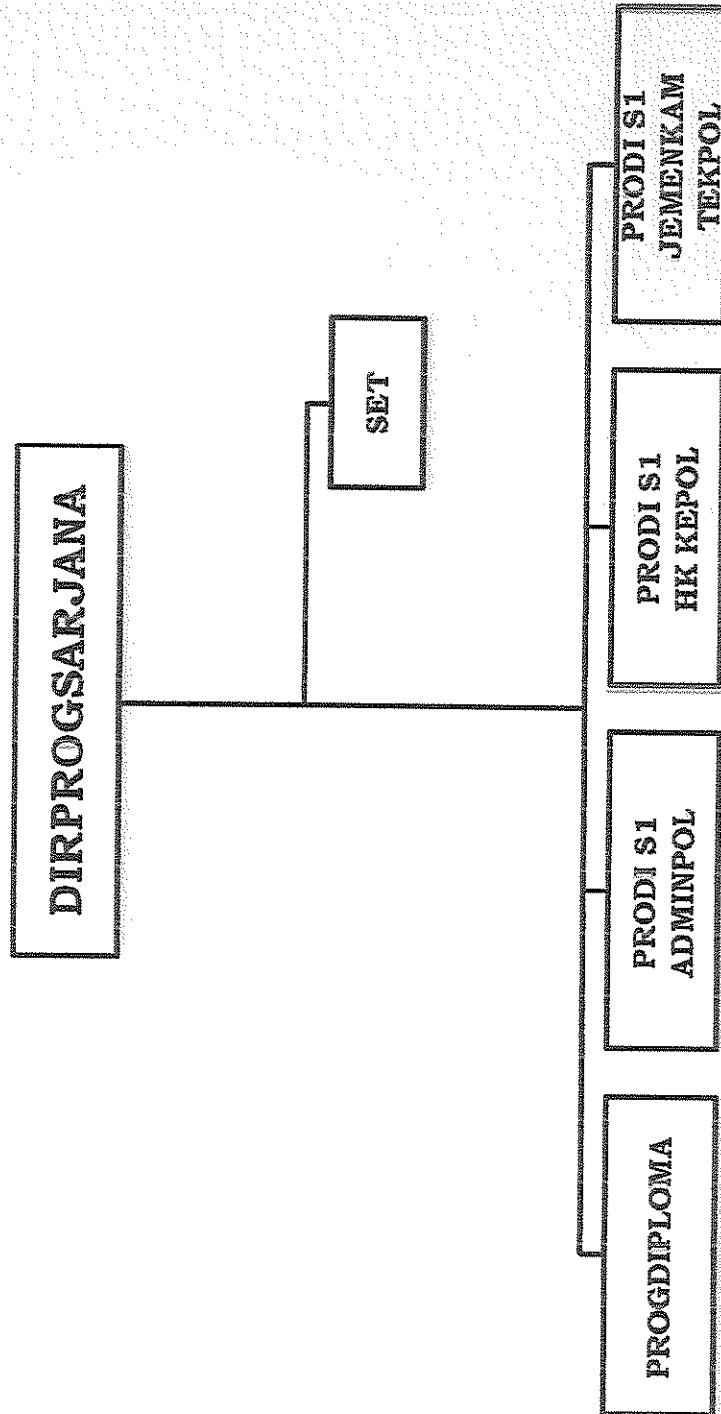 DIRPROGSARJANA
SET
PROGDIPLOMA
PRODI S1
ADMINPOL
PRODI S1
HK KEPOL
PRODI S1
JEMENKAM
TEKPOL